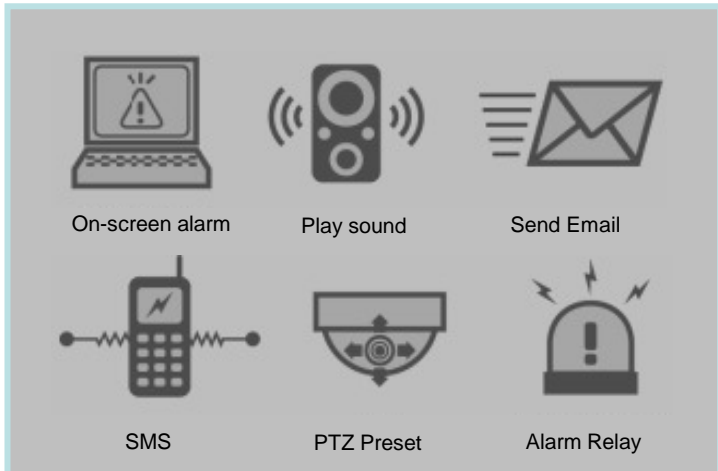 On-screen alarm
Play sound
Send Email
SMS
PTZ Preset
Alarm Relay